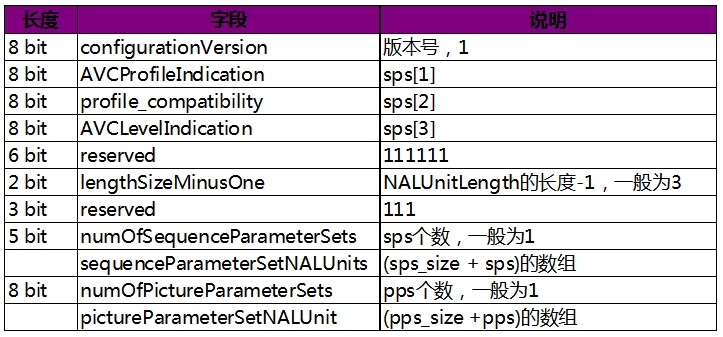 长度 字段 说明
8 bit configurationVersion 版本号，1
8 bit AVCProfileIndication sps[1]
8 bit profile_compatibility sps[2]
8 bit AVCLevelIndication sps[3]
6 bit reserved 111111
2 bit lengthSizeMinusOne NALUnitLength的长度-1，一般为3
3 bit reserved 111
5 bit numOfSequenceParameterSets sps个数，一般为1
sequenceParameterSetNALUnits (sps_size + sps)的数组
8 bit numOfPictureParameterSets pps个数，一般为1
pictureParameterSetNALUnit (pps_size +pps)的数组